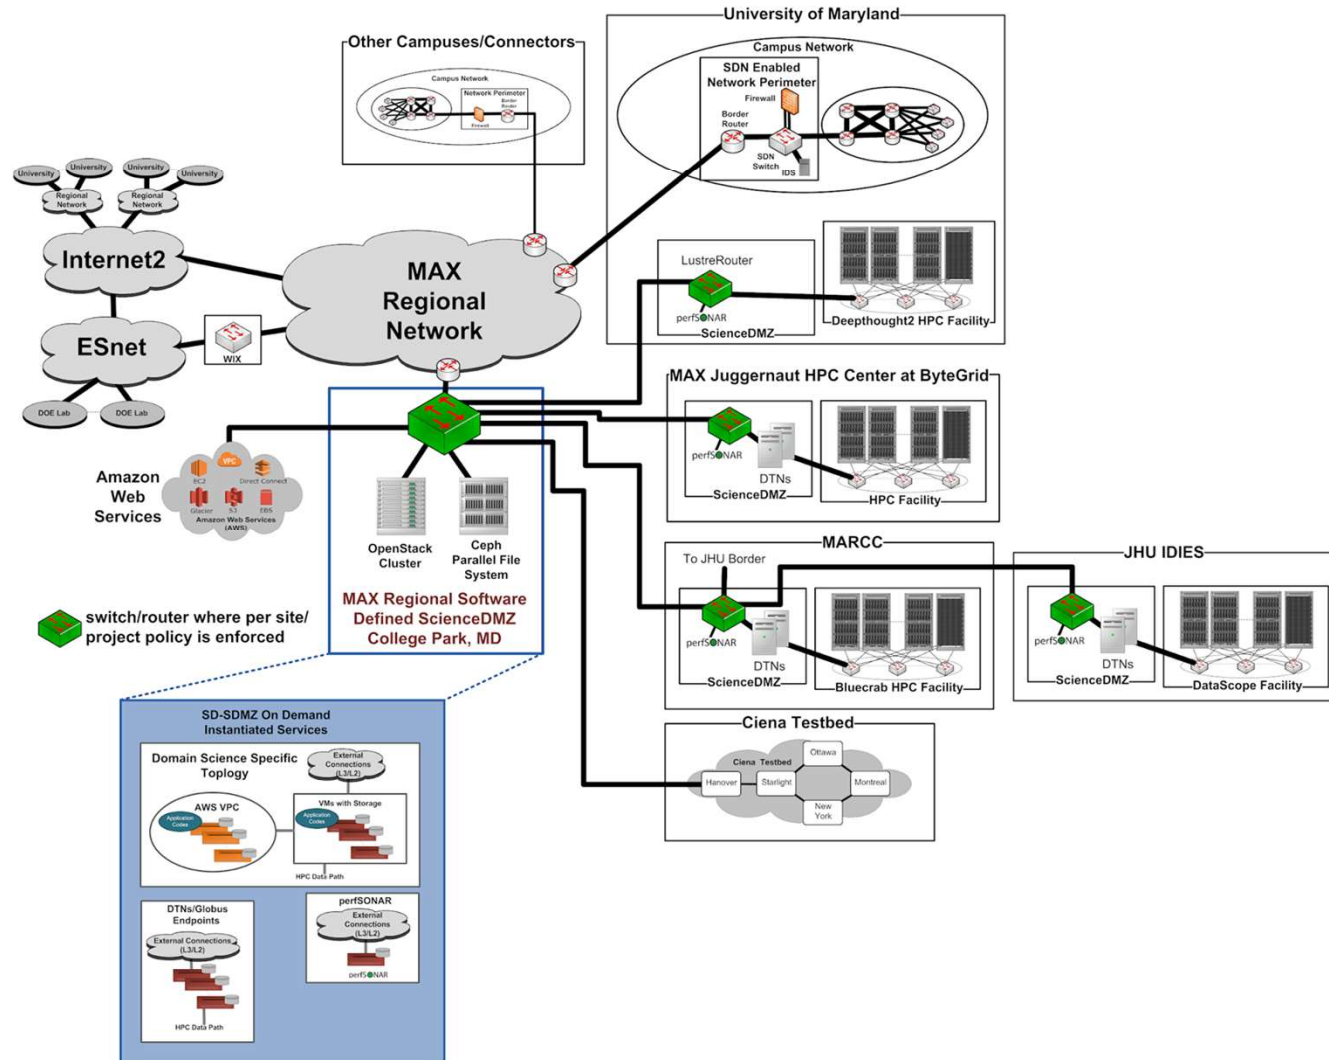 University of Maryland
Other Campuses/Connectors
Campus Network
Network Perimeter
Border
Router
Firewall
Campus Network
SDN Enabled
Network Perimeter
Firewall
Border
Router
SDN
Switch
IDS
University
University
University
University
Regional
Network
Regional
Network
Internet2
ESnet
WIX
DOE Lab
DOE Lab
MAX
Regional
Network
LustreRouter
perfSONAR
ScienceDMZ
Deepthought2 HPC Facility
MAX Juggernaut HPC Center at ByteGrid
perfSONAR
DTNs
ScienceDMZ
HPC Facility
Amazon
Web
Services
EC2
VPC
Direct Connect
Glacier
S3
EBS
Amazon Web Services
(AWS)
OpenStack
Cluster
Ceph
Parallel File
System
MAX Regional Software
Defined ScienceDMZ
College Park, MD
MARCC
To JHU Border
perfSONAR
DTNs
ScienceDMZ
Bluecrab HPC Facility
JHU IDIES
perfSONAR
DTNs
ScienceDMZ
DataScope Facility
switch/router where per site/
project policy is enforced
Ciena Testbed
Ciena Testbed
Ottawa
Hanover
Starlight
Montreal
New
York
SD-SDMZ On Demand
Instantiated Services
Domain Science Specific
Toplogy
External
Connections
(L3/L2)
AWS VPC
Application
Codes
VMs with Storage
Application
Codes
HPC Data Path
DTNs/Globus
Endpoints
External Connections
(L3/L2)
HPC Data Path
perfSONAR
External
Connections
(L3/L2)
perfSONAR